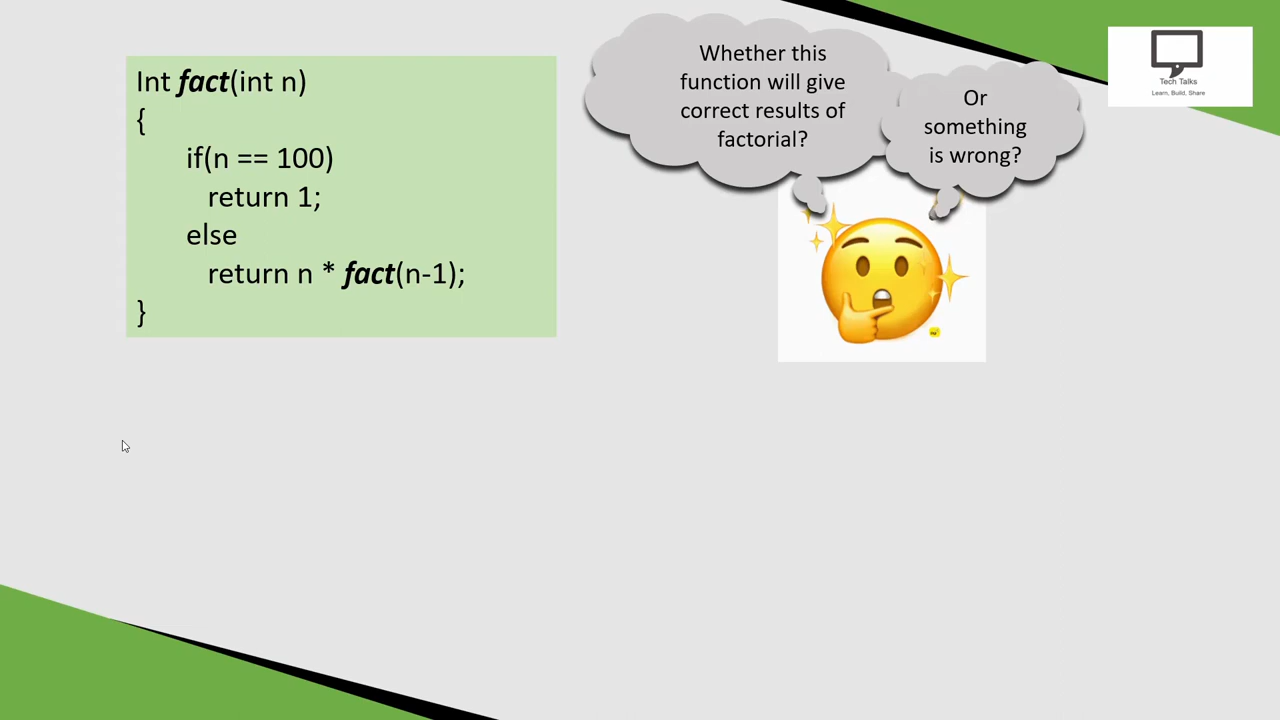 Int fact(int n)
{
if(n == 100)
return 1;
else
return n * fact(n-1);
}
Whether this
function will give
correct results of
factorial?
Or
something
is wrong?
Tech Talks
Learn, Build, Share